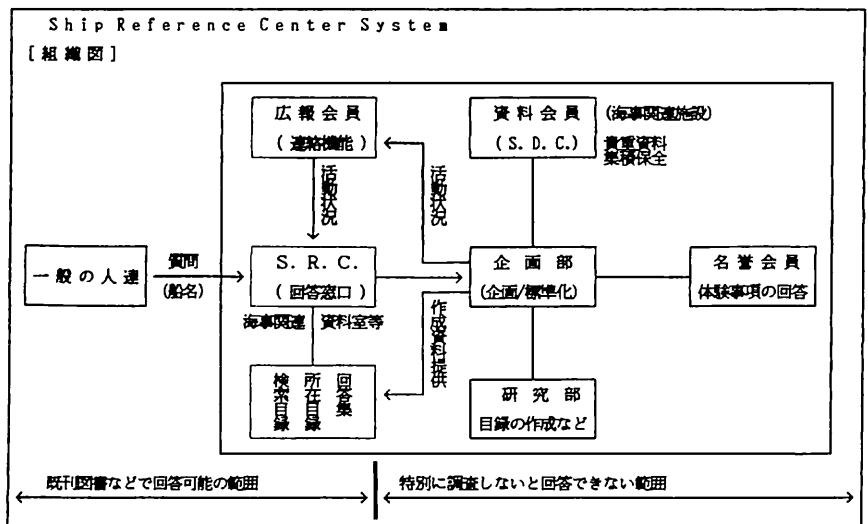 Ship Reference Center System
[組織図]
広報会員
(連絡機能)
資料会員
(S.D.C.)
(海事関連施設)
貴重資料
集積保全
活動状況
活動状況
一般の人達
質問
(船名)
S.R.C.
(回答窓口)
企画部
(企画/標準化)
名誉会員
体験事項の回答
海事関連 資料室等
作成資料提供
検索目録
所在目録
回答集
研究部
目録の作成など
既刊図書などで回答可能の範囲
特別に調査しないと回答できない範囲